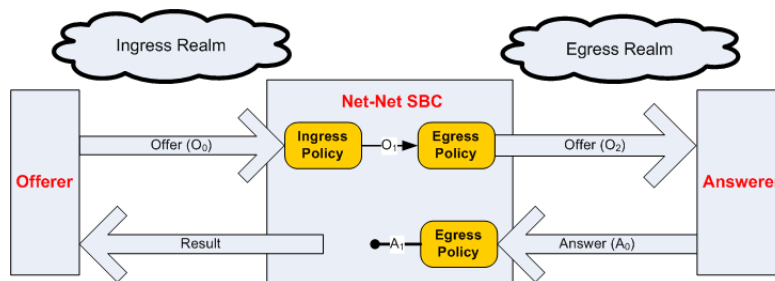 Ingress Realm
Egress Realm
Net-Net SBC
Offerer
Offer (O₀)
Ingress
Policy
O₁
Egress
Policy
Offer (O₂)
Answerer
Result
A₁
Egress
Policy
Answer (A₀)